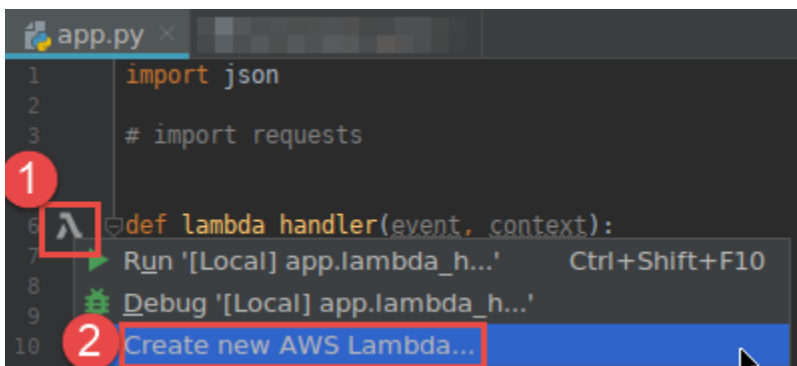 app.py
1 import json
2
3 # import requests
1
6 λ def lambda_handler(event, context):
7 Run '[Local] app.lambda_h...' Ctrl+Shift+F10
8
9 Debug '[Local] app.lambda_h...'
10 2 Create new AWS Lambda...